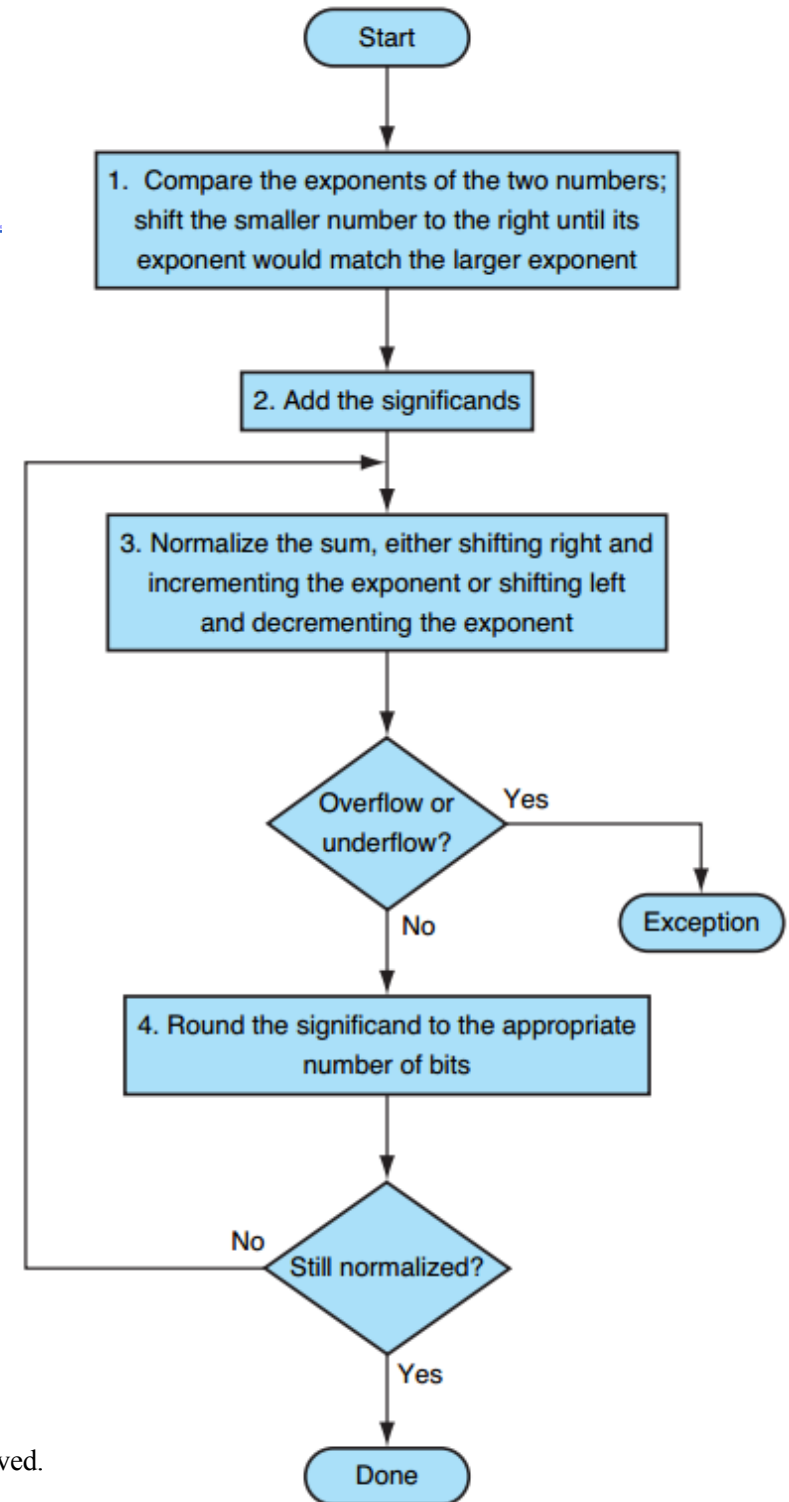 Start
1. Compare the exponents of the two numbers;
shift the smaller number to the right until its
exponent would match the larger exponent
2. Add the significands
3. Normalize the sum, either shifting right and
incrementing the exponent or shifting left
and decrementing the exponent
Overflow or
underflow?
Yes
Exception
No
4. Round the significand to the appropriate
number of bits
No
Still normalized?
Yes
ved.
Done